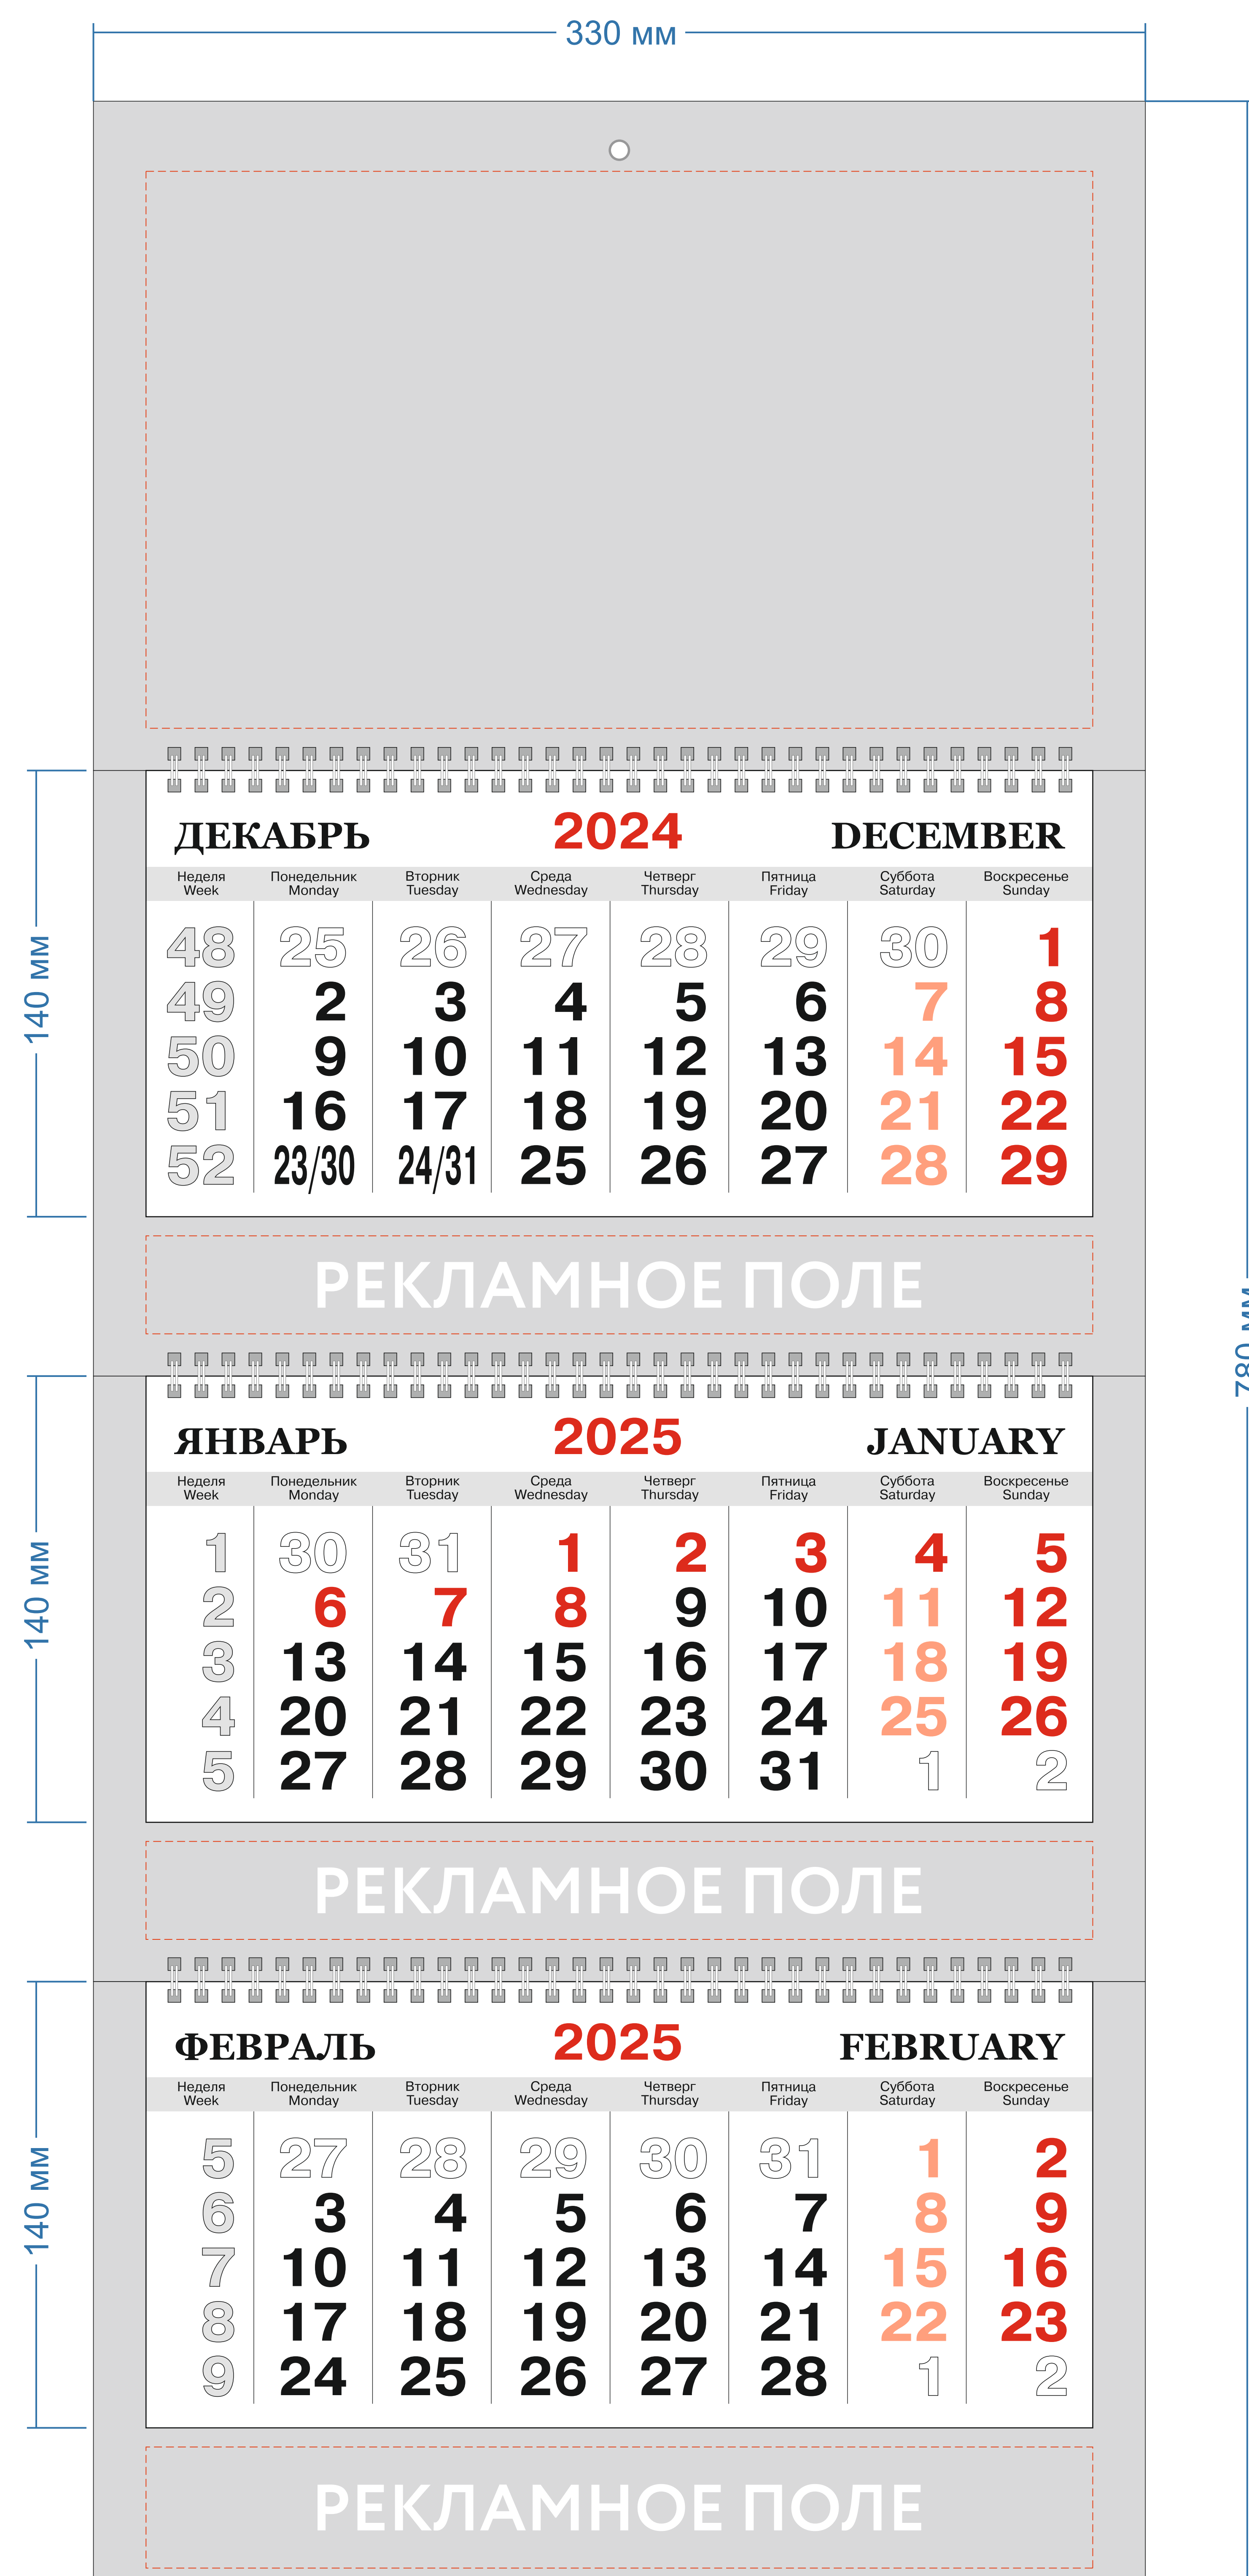 330 мм
ДЕКАБРЬ 2024 DECEMBER
Неделя Понедельник Вторник Среда Четверг Пятница Суббота Воскресенье
Week Monday Tuesday Wednesday Thursday Friday Saturday Sunday
48 25 26 27 28 29 30 1
49 2 3 4 5 6 7 8
50 9 10 11 12 13 14 15
51 16 17 18 19 20 21 22
52 23/30 24/31 25 26 27 28 29
140 мм
РЕКЛАМНОЕ ПОЛЕ
780 мм
ЯНВАРЬ 2025 JANUARY
Неделя Понедельник Вторник Среда Четверг Пятница Суббота Воскресенье
Week Monday Tuesday Wednesday Thursday Friday Saturday Sunday
1 30 31 1 2 3 4 5
2 6 7 8 9 10 11 12
3 13 14 15 16 17 18 19
4 20 21 22 23 24 25 26
5 27 28 29 30 31 1 2
140 мм
РЕКЛАМНОЕ ПОЛЕ
ФЕВРАЛЬ 2025 FEBRUARY
Неделя Понедельник Вторник Среда Четверг Пятница Суббота Воскресенье
Week Monday Tuesday Wednesday Thursday Friday Saturday Sunday
5 27 28 29 30 31 1 2
6 3 4 5 6 7 8 9
7 10 11 12 13 14 15 16
8 17 18 19 20 21 22 23
9 24 25 26 27 28 1 2
140 мм
РЕКЛАМНОЕ ПОЛЕ